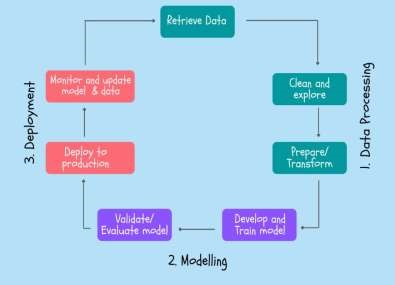 Retrieve Data
Clean and
explore
Prepare/
Transform
1. Data Processing
Develop and
Train model
Validate/
Evaluate model
2. Modelling
Deploy to
production
Monitor and update
model & data
3. Deployment